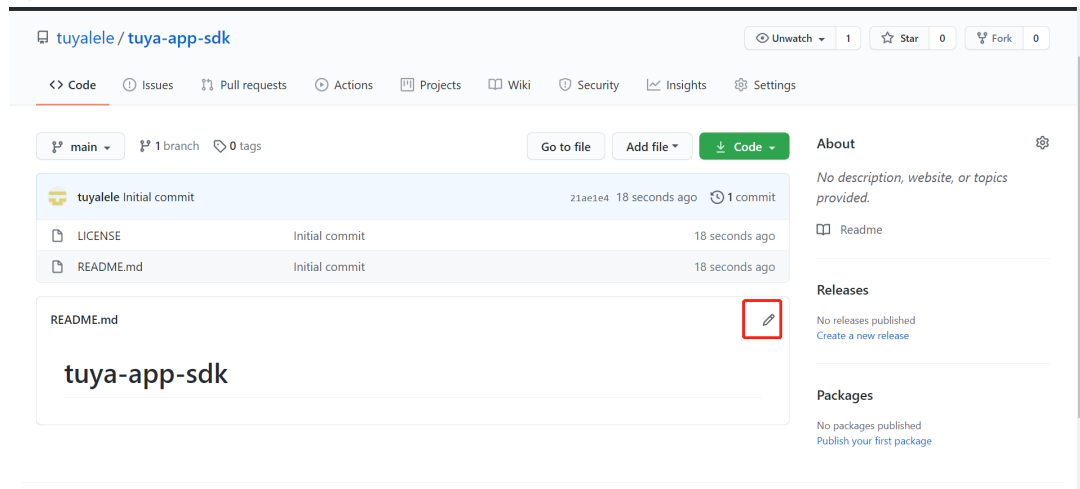 tuyalele / tuya-app-sdk
Unwatch 1 Star 0 Fork 0
Code Issues Pull requests Actions Projects Wiki Security Insights Settings
main 1 branch 0 tags Go to file Add file Code
tuyalele Initial commit 21ae1e4 18 seconds ago 1 commit
LICENSE Initial commit 18 seconds ago
README.md Initial commit 18 seconds ago
README.md
tuya-app-sdk
About
No description, website, or topics
provided.
Readme
Releases
No releases published
Create a new release
Packages
No packages published
Publish your first package